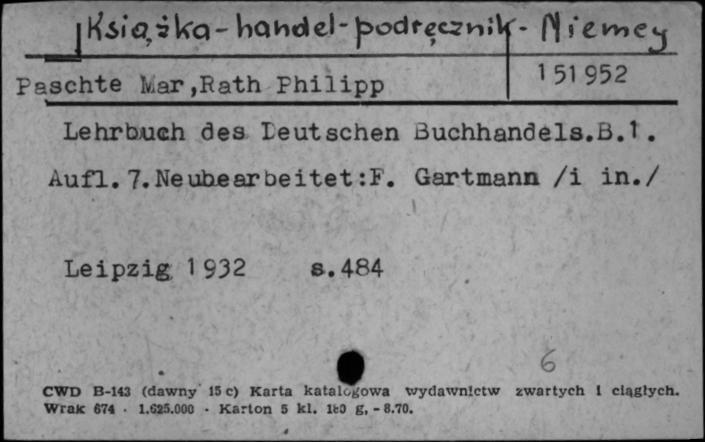 Książka-handel-podręcznik- Niemcy
Paschte Mar,Rath Philipp
151952
Lehrbuch des Deutschen Buchhandels.B.1.
Aufl.7.Neubearbeitet:F. Gartmann /i in./
Leipzig 1932 s.484
6
CWD B-143 (dawny 15 c) Karta katalogowa wydawnictw zwartych i ciągłych.
Wrak 674 · 1.625.000 · Karton 5 kl. 180 g, - 8.70.